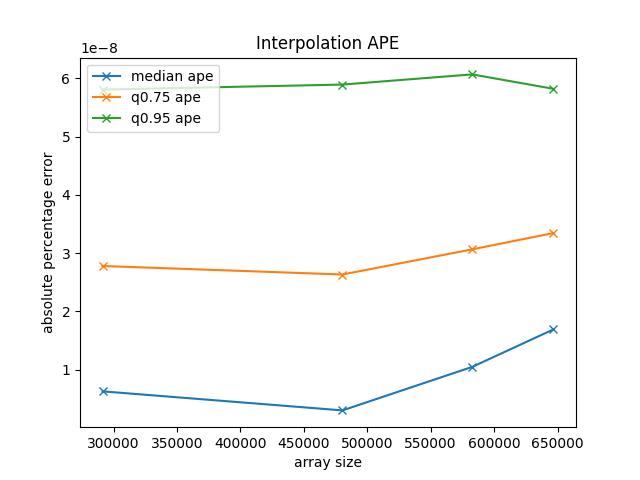 Interpolation APE
1e−8
median ape
q0.75 ape
q0.95 ape
6
5
4
3
2
1
absolute percentage error
300000 350000 400000 450000 500000 550000 600000 650000
array size